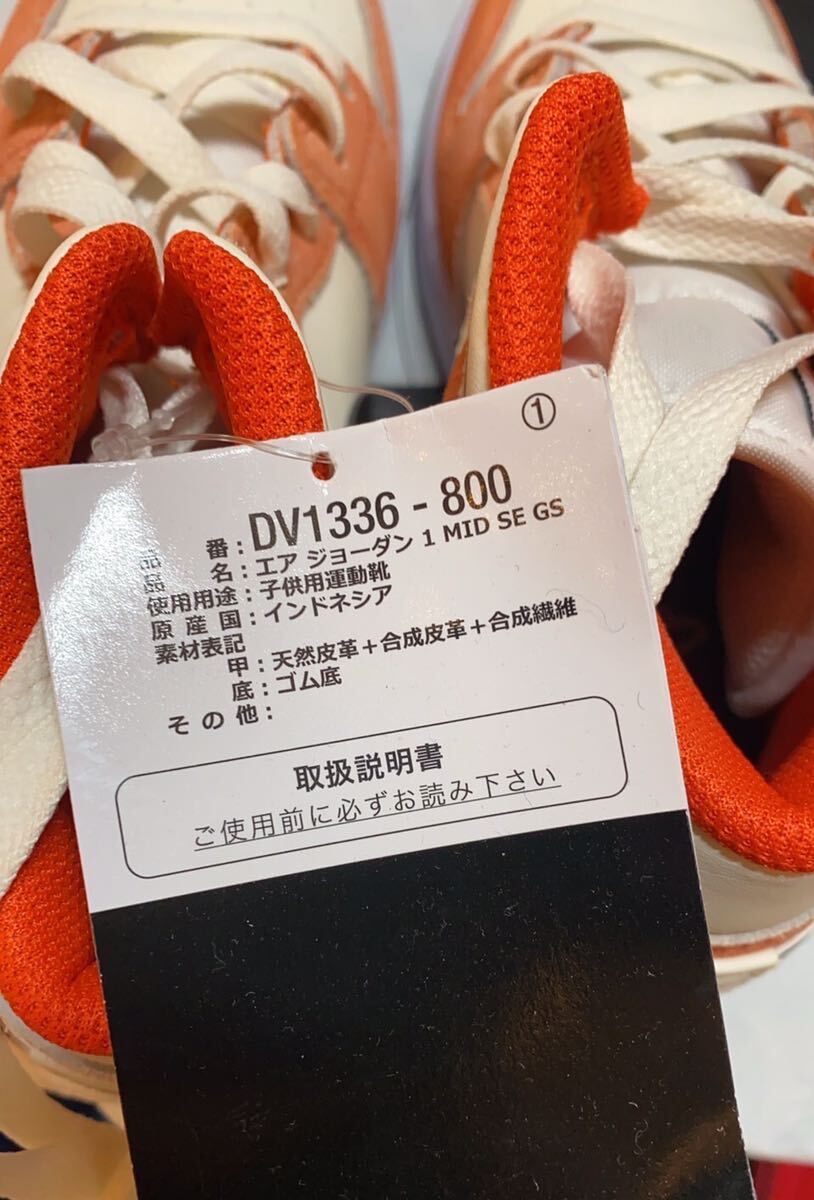 ①
品 番：DV1336 - 800
品 名：エア ジョーダン 1 MID SE GS
使用用途：子供用運動靴
原 産 国：インドネシア
素材表記
甲：天然皮革＋合成皮革＋合成繊維
底：ゴム底
そ の 他：
取扱説明書
ご使用前に必ずお読み下さい